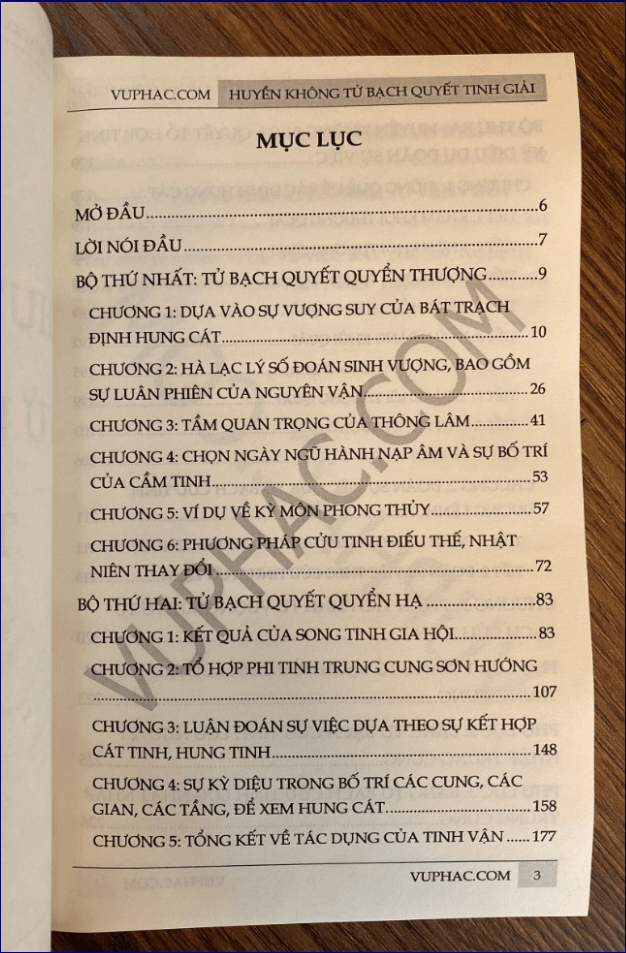 VUPHAC.COM HUYỀN KHÔNG TỬ BẠCH QUYẾT TINH GIẢI
MỤC LỤC
MỞ ĐẦU 6
LỜI NÓI ĐẦU 7
BỘ THỨ NHẤT: TỬ BẠCH QUYẾT QUYỂN THƯỢNG 9
CHƯƠNG 1: DỰA VÀO SỰ VƯỢNG SUY CỦA BÁT TRẠCH
ĐỊNH HUNG CÁT 10
CHƯƠNG 2: HÀ LẠC LÝ SỐ ĐOÁN SINH VƯỢNG, BAO GỒM
SỰ LUÂN PHIÊN CỦA NGUYÊN VẬN 26
CHƯƠNG 3: TẦM QUAN TRỌNG CỦA THÔNG LÂM 41
CHƯƠNG 4: CHỌN NGÀY NGŨ HÀNH NẠP ÂM VÀ SỰ BỐ TRÍ
CỦA CẦM TINH 53
CHƯƠNG 5: VÍ DỤ VỀ KỲ MÔN PHONG THỦY 57
CHƯƠNG 6: PHƯƠNG PHÁP CỬU TINH ĐIẾU THẾ, NHẬT
NIÊN THAY ĐỔI 72
BỘ THỨ HAI: TỬ BẠCH QUYẾT QUYỂN HẠ 83
CHƯƠNG 1: KẾT QUẢ CỦA SONG TINH GIA HỘI 83
CHƯƠNG 2: TỔ HỢP PHI TINH TRUNG CUNG SƠN HƯỚNG
107
CHƯƠNG 3: LUẬN ĐOÁN SỰ VIỆC DỰA THEO SỰ KẾT HỢP
CÁT TINH, HUNG TINH 148
CHƯƠNG 4: SỰ KỲ DIỆU TRONG BỐ TRÍ CÁC CUNG, CÁC
GIAN, CÁC TẦNG, ĐỂ XEM HUNG CÁT 158
CHƯƠNG 5: TỔNG KẾT VỀ TÁC DỤNG CỦA TINH VẬN 177
VUPHAC.COM 3
VUPHAC.COM